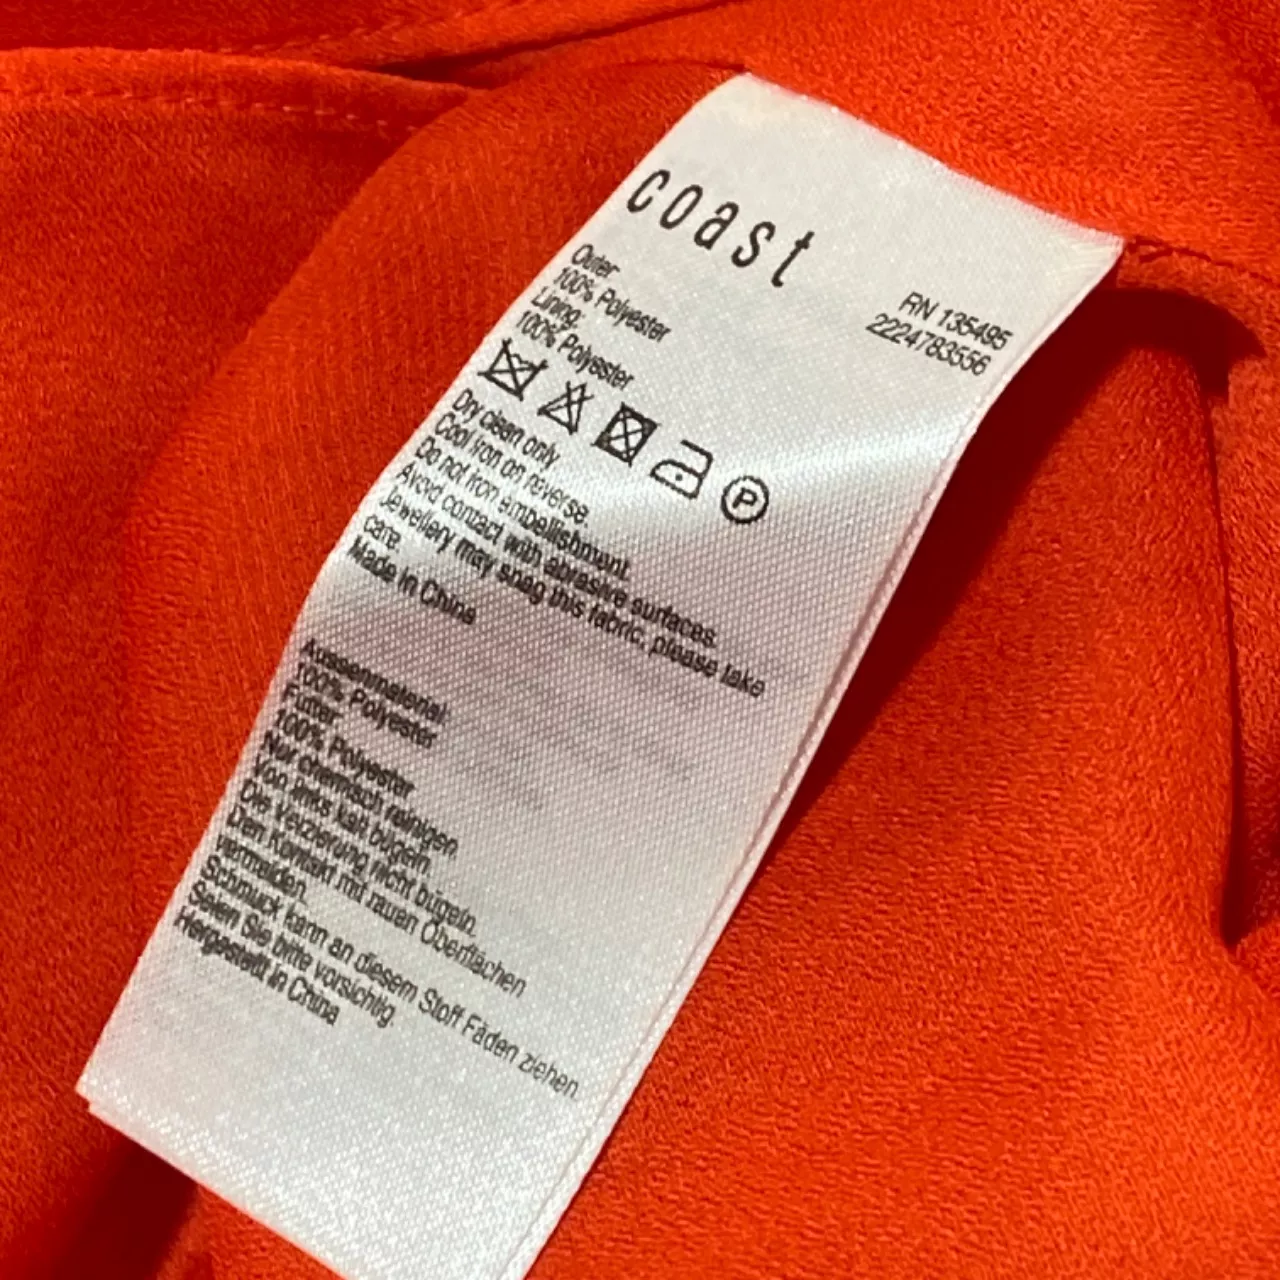 coast
RN 135495
2224783556
Outer:
100% Polyester
Lining:
100% Polyester
P
Dry clean only
Cool iron on reverse.
Do not iron embellishment.
Avoid contact with abrasive surfaces.
Jewellery may snag this fabric, please take
care.
Made in China
Aussenmaterial:
100% Polyester
Futter:
100% Polyester
Nur chemisch reinigen.
Von links kalt bügeln.
Die Verzierung nicht bügeln.
Den Kontakt mit rauen Oberflächen
vermeiden.
Schmuck kann an diesem Stoff Fäden ziehen.
Seien Sie bitte vorsichtig.
Hergestellt in China